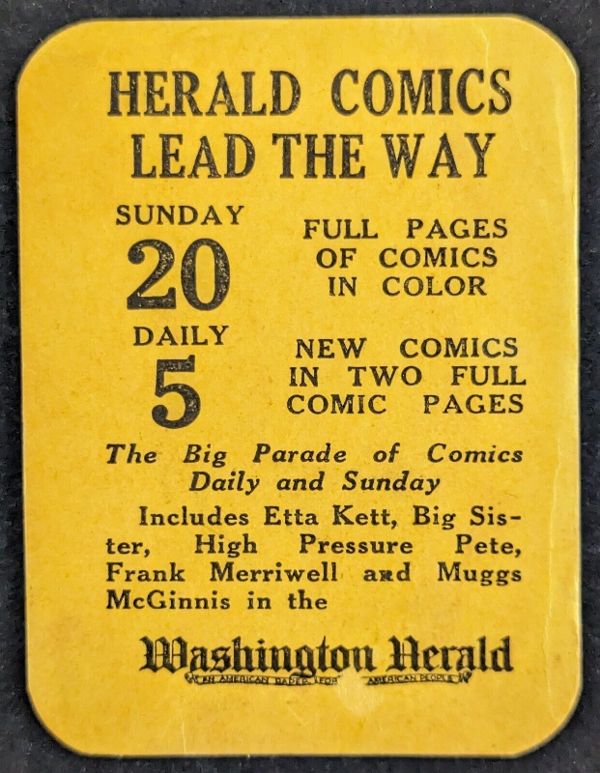 HERALD COMICS
LEAD THE WAY
SUNDAY
20
FULL PAGES
OF COMICS
IN COLOR
DAILY
5
NEW COMICS
IN TWO FULL
COMIC PAGES
The Big Parade of Comics
Daily and Sunday
Includes Etta Kett, Big Sis-
ter, High Pressure Pete,
Frank Merriwell and Muggs
McGinnis in the
Washington Herald
AN AMERICAN PAPER FOR AMERICAN PEOPLE